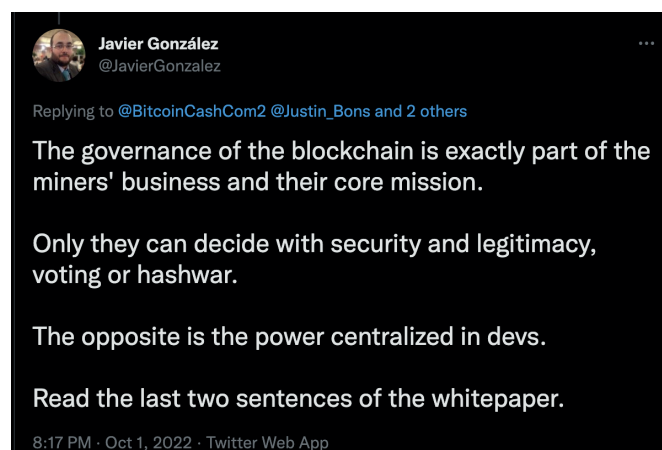 Javier González
@JavierGonzalez
Replying to @BitcoinCashCom2 @Justin_Bons and 2 others
The governance of the blockchain is exactly part of the
miners' business and their core mission.
Only they can decide with security and legitimacy,
voting or hashwar.
The opposite is the power centralized in devs.
Read the last two sentences of the whitepaper.
8:17 PM · Oct 1, 2022 · Twitter Web App